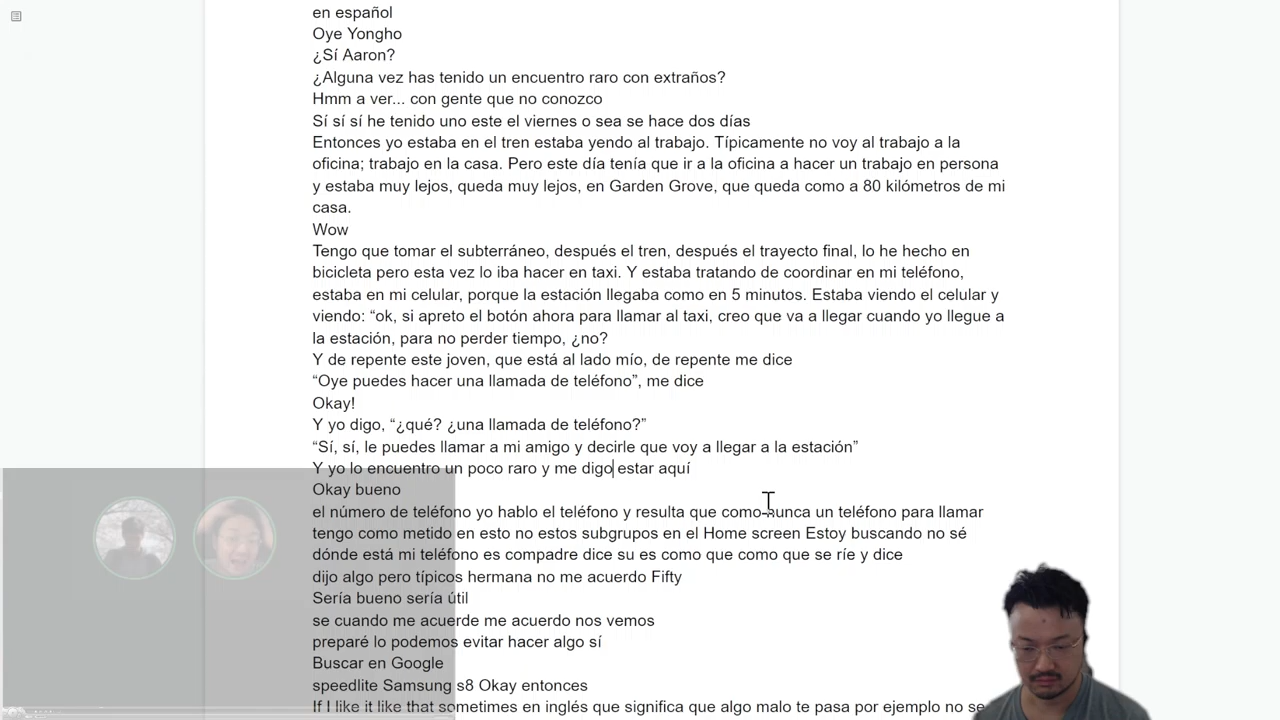 en español
Oye Yongho
¿Sí Aaron?
¿Alguna vez has tenido un encuentro raro con extraños?
Hmm a ver... con gente que no conozco
Sí sí sí he tenido uno este el viernes o sea se hace dos días
Entonces yo estaba en el tren estaba yendo al trabajo. Típicamente no voy al trabajo a la
oficina; trabajo en la casa. Pero este día tenía que ir a la oficina a hacer un trabajo en persona
y estaba muy lejos, queda muy lejos, en Garden Grove, que queda como a 80 kilómetros de mi
casa.
Wow
Tengo que tomar el subterráneo, después el tren, después el trayecto final, lo he hecho en
bicicleta pero esta vez lo iba hacer en taxi. Y estaba tratando de coordinar en mi teléfono,
estaba en mi celular, porque la estación llegaba como en 5 minutos. Estaba viendo el celular y
viendo: “ok, si apreto el botón ahora para llamar al taxi, creo que va a llegar cuando yo llegue a
la estación, para no perder tiempo, ¿no?
Y de repente este joven, que está al lado mío, de repente me dice
“Oye puedes hacer una llamada de teléfono”, me dice
Okay!
Y yo digo, “¿qué? ¿una llamada de teléfono?”
“Sí, sí, le puedes llamar a mi amigo y decirle que voy a llegar a la estación”
Y yo lo encuentro un poco raro y me digo estar aquí
Okay bueno
el número de teléfono yo hablo el teléfono y resulta que como nunca un teléfono para llamar
tengo como metido en esto no estos subgrupos en el Home screen Estoy buscando no sé
dónde está mi teléfono es compadre dice su es como que como que se ríe y dice
dijo algo pero típicos hermana no me acuerdo Fifty
Sería bueno sería útil
se cuando me acuerde me acuerdo nos vemos
preparé lo podemos evitar hacer algo sí
Buscar en Google
speedlite Samsung s8 Okay entonces
If I like it like that sometimes en inglés que significa que algo malo te pasa por ejemplo no se